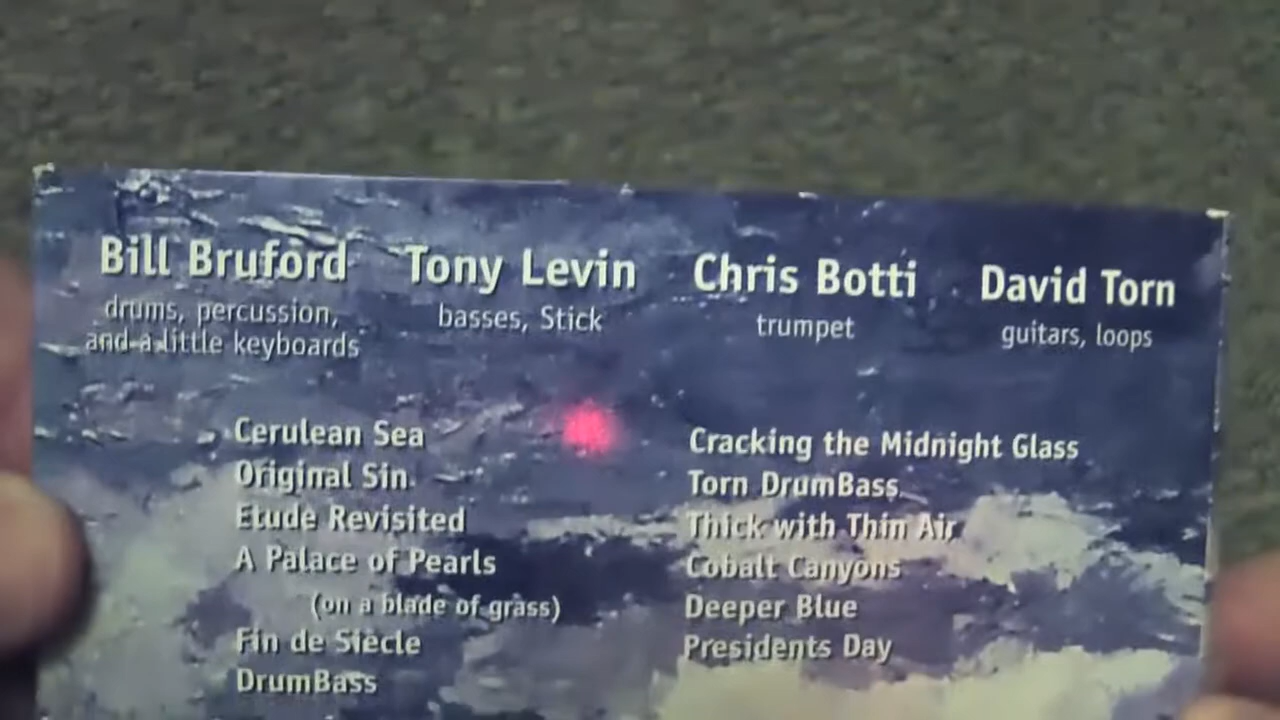 Bill Bruford
drums, percussion,
and a little keyboards
Tony Levin
basses, Stick
Chris Botti
trumpet
David Torn
guitars, loops
Cerulean Sea
Original Sin
Etude Revisited
A Palace of Pearls
(on a blade of grass)
Fin de Siècle
DrumBass
Cracking the Midnight Glass
Torn DrumBass
Thick with Thin Air
Cobalt Canyons
Deeper Blue
Presidents Day